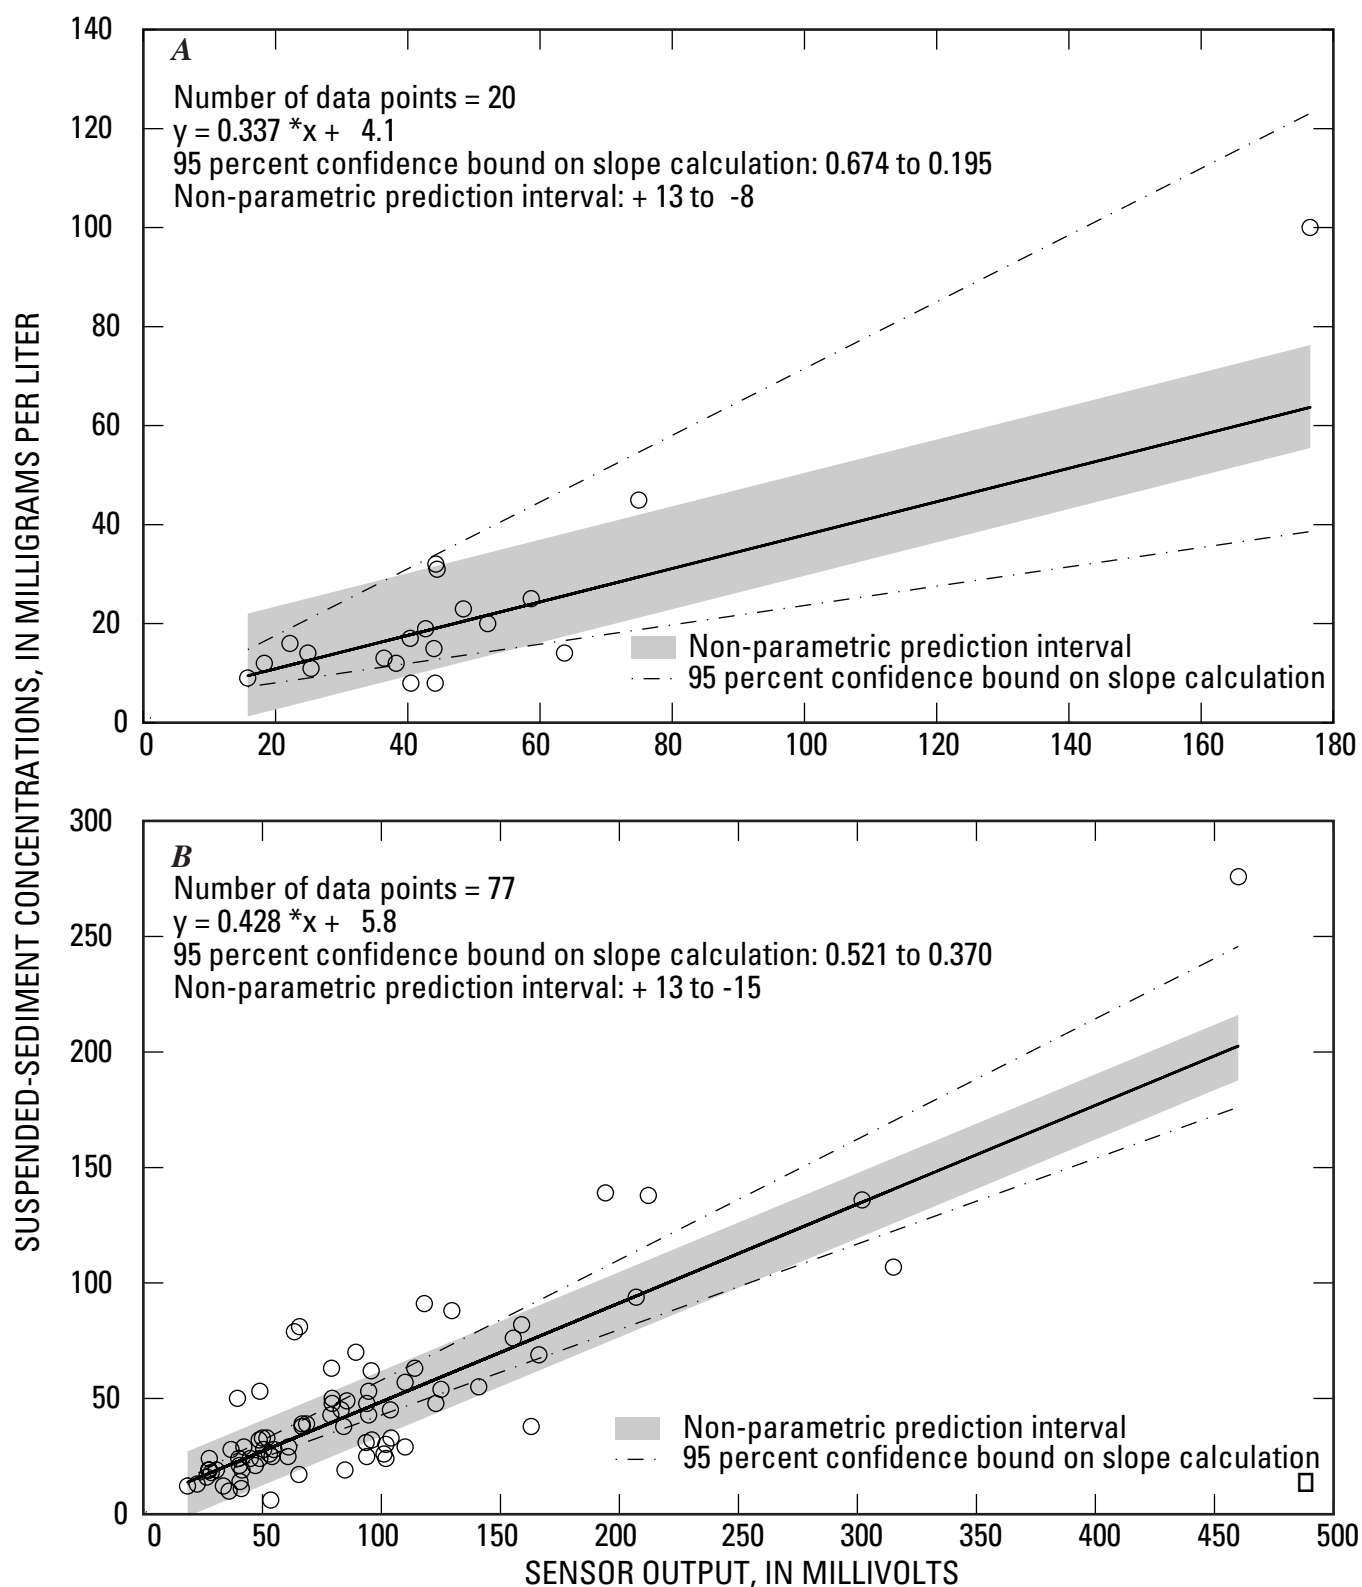 SUSPENDED-SEDIMENT CONCENTRATIONS, IN MILLIGRAMS PER LITER
A
Number of data points = 20
y = 0.337 *x + 4.1
95 percent confidence bound on slope calculation: 0.674 to 0.195
Non-parametric prediction interval: + 13 to -8
140
120
100
80
60
40
20
0
Non-parametric prediction interval
95 percent confidence bound on slope calculation
0 20 40 60 80 100 120 140 160 180
B
Number of data points = 77
y = 0.428 *x + 5.8
95 percent confidence bound on slope calculation: 0.521 to 0.370
Non-parametric prediction interval: + 13 to -15
300
250
200
150
100
50
0
Non-parametric prediction interval
95 percent confidence bound on slope calculation
0 50 100 150 200 250 300 350 400 450 500
SENSOR OUTPUT, IN MILLIVOLTS